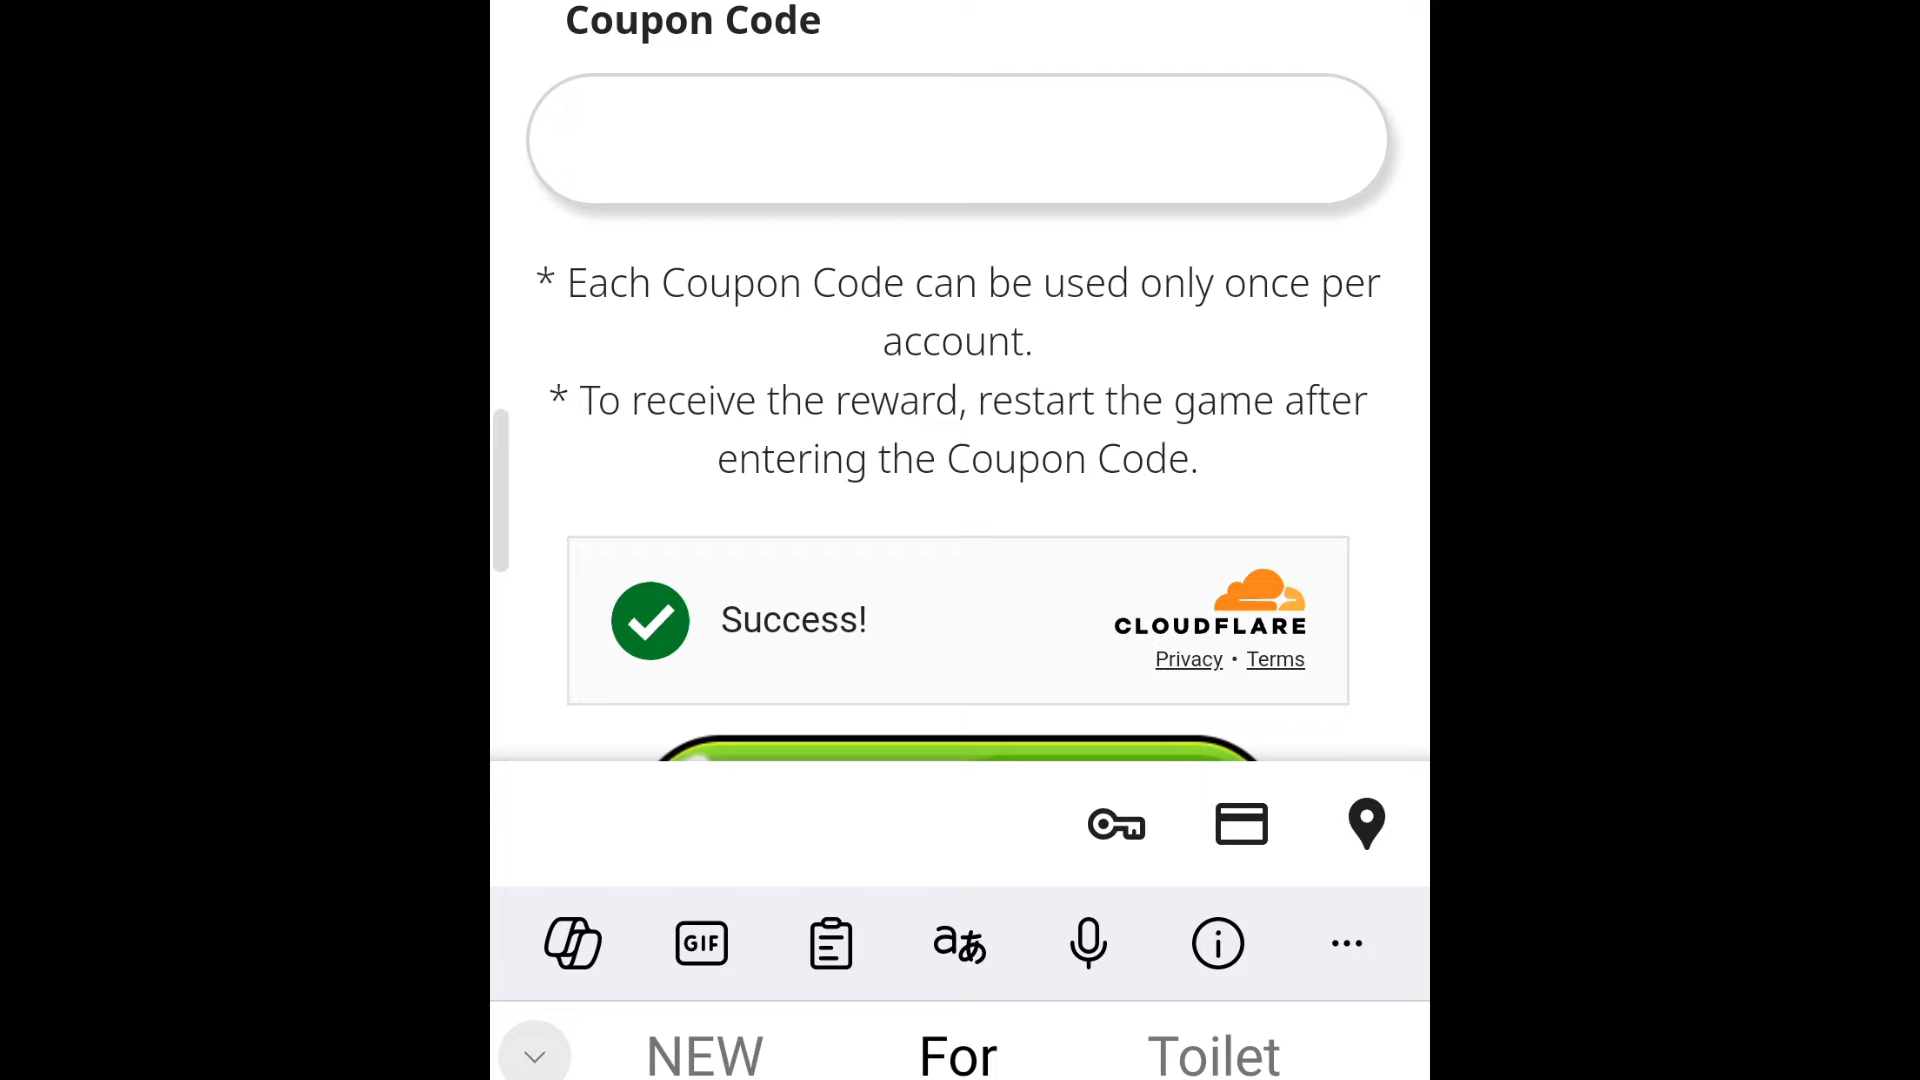 Coupon Code
* Each Coupon Code can be used only once per
account.
* To receive the reward, restart the game after
entering the Coupon Code.
Success!
CLOUDFLARE
Privacy • Terms
GIF
aあ
NEW For Toilet